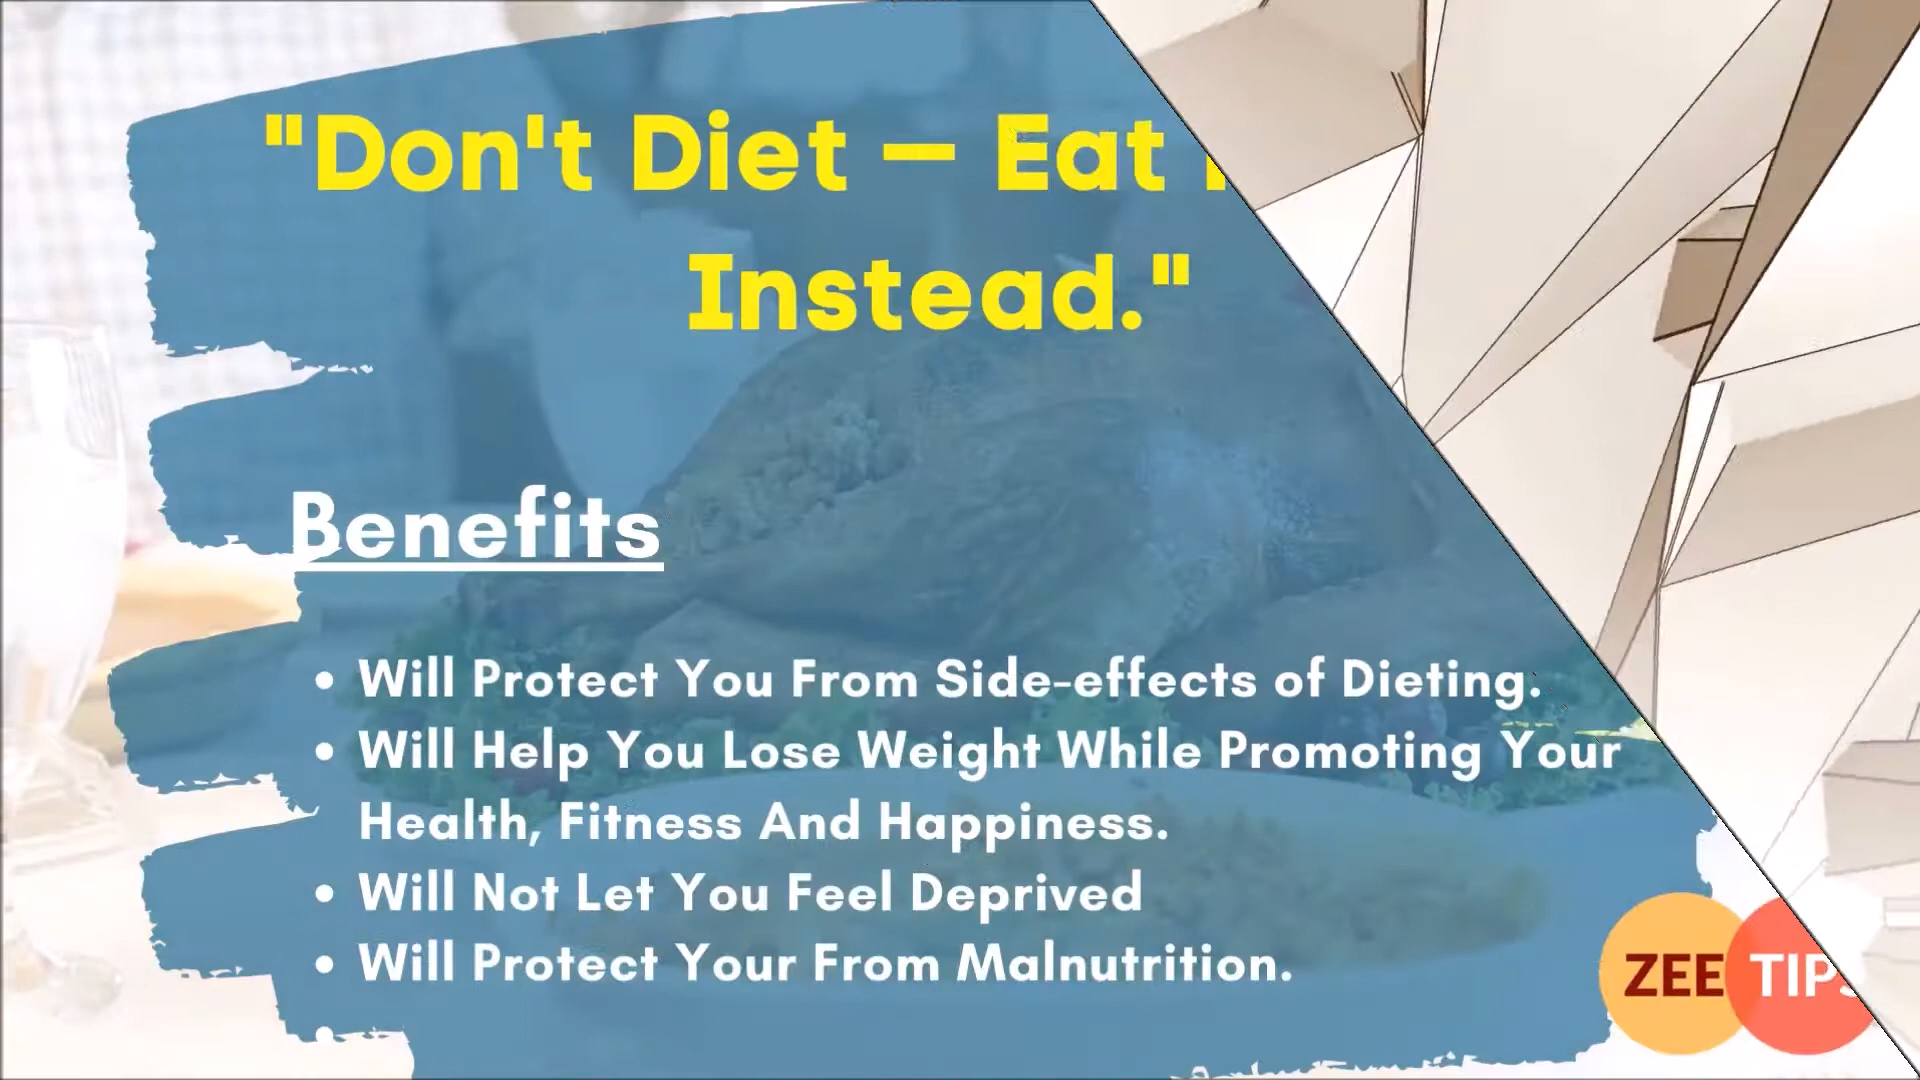 "Don't Diet — Eat
Instead."
Benefits
• Will Protect You From Side-effects of Dieting.
• Will Help You Lose Weight While Promoting Your
Health, Fitness And Happiness.
• Will Not Let You Feel Deprived
• Will Protect Your From Malnutrition.
•
ZEE TIPS